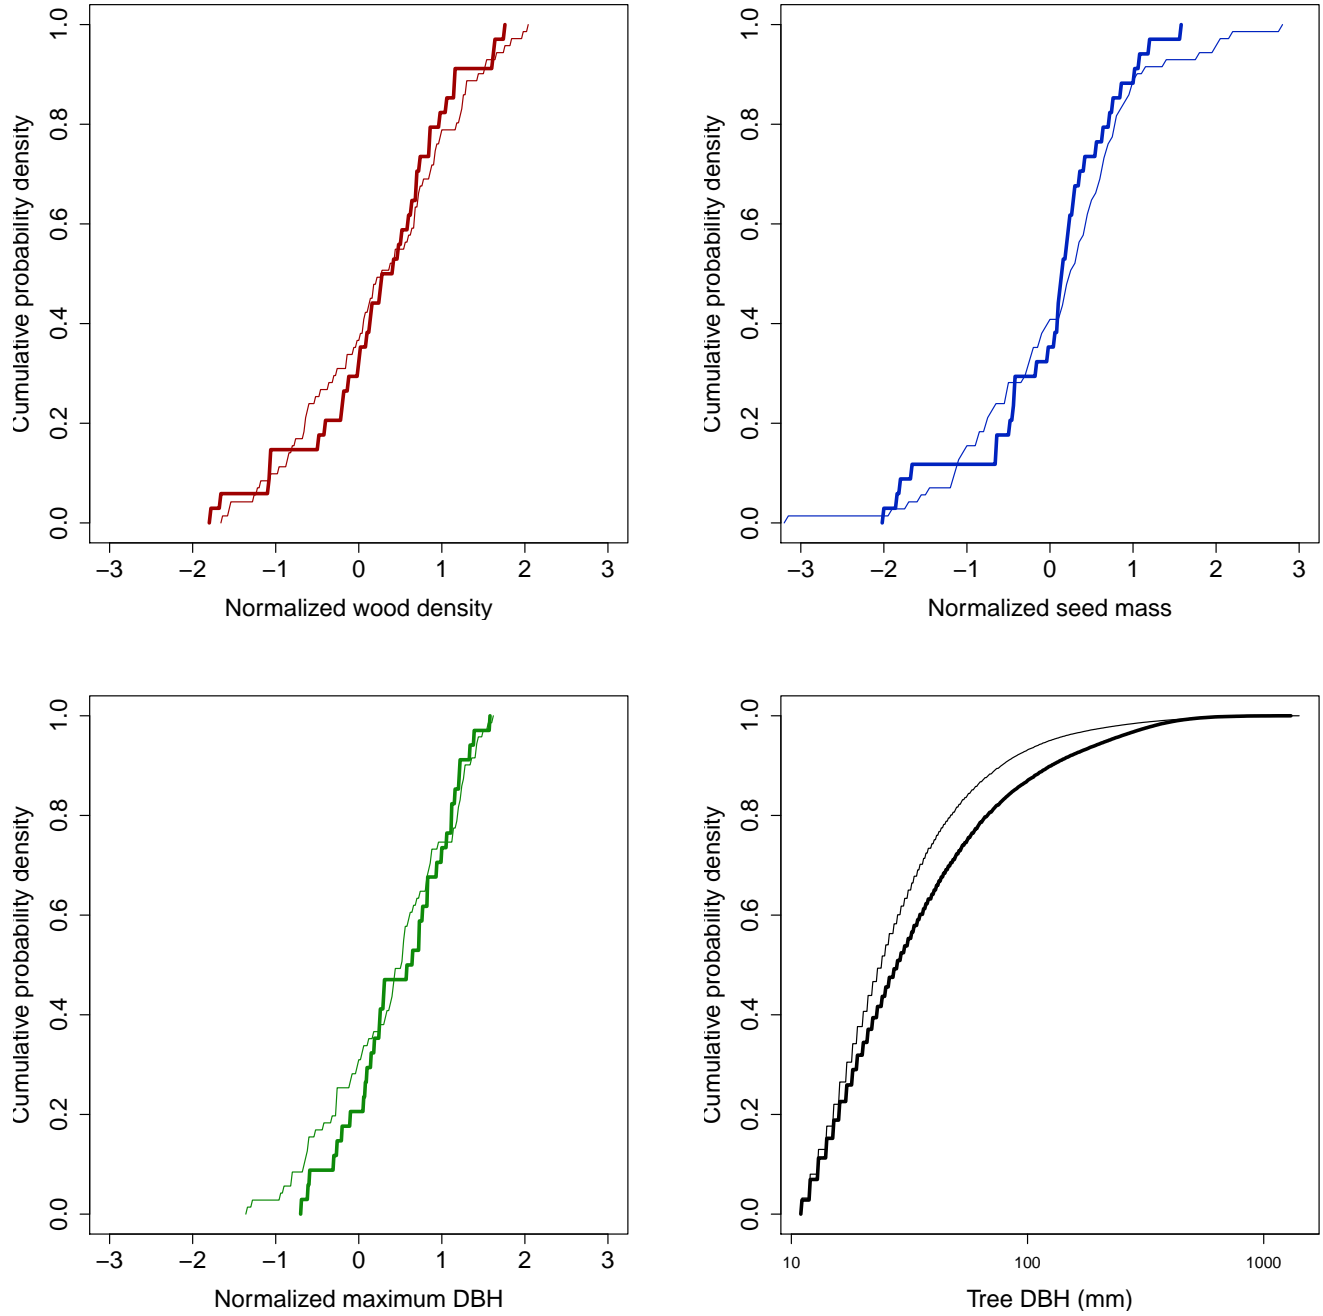 Cumulative probability density
0.0 0.2 0.4 0.6 0.8 1.0
−3 −2 −1 0 1 2 3
Normalized wood density
Cumulative probability density
0.0 0.2 0.4 0.6 0.8 1.0
−3 −2 −1 0 1 2 3
Normalized seed mass
Cumulative probability density
0.0 0.2 0.4 0.6 0.8 1.0
−3 −2 −1 0 1 2 3
Normalized maximum DBH
Cumulative probability density
0.0 0.2 0.4 0.6 0.8 1.0
10 100 1000
Tree DBH (mm)